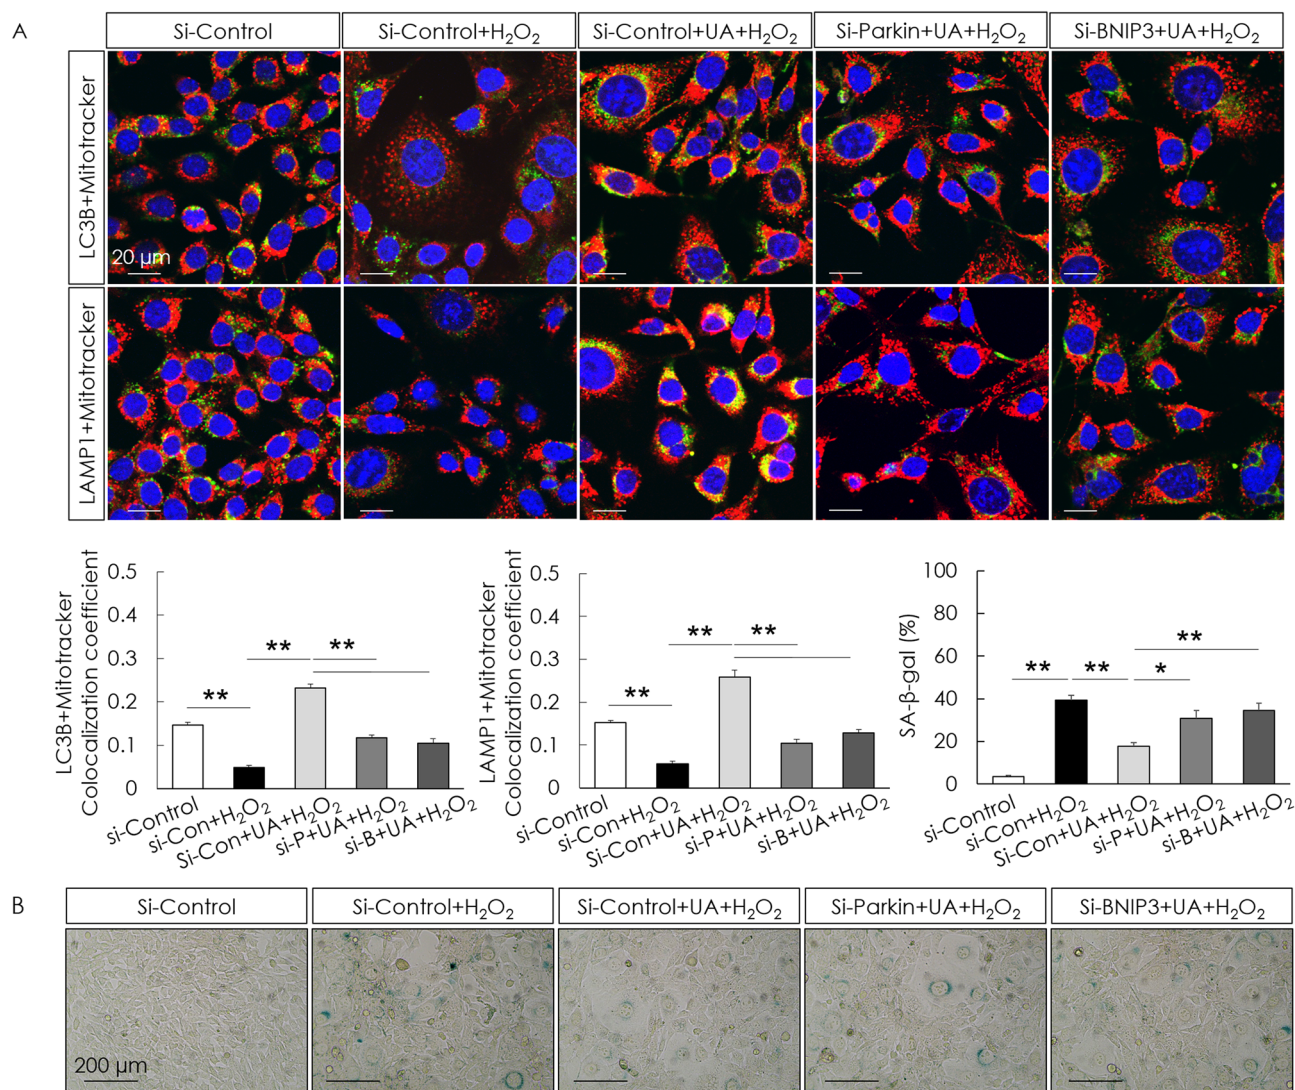 A
Si-Control
Si-Control+H₂O₂
Si-Control+UA+H₂O₂
Si-Parkin+UA+H₂O₂
Si-BNIP3+UA+H₂O₂
LC3B+Mitotracker
20 µm
LAMP1+Mitotracker
LC3B+Mitotracker
Colocalization coefficient
0.5
0.4
0.3
0.2
0.1
0
**
**
**
si-Control
si-Con+H₂O₂
Si-Con+UA+H₂O₂
si-P+UA+H₂O₂
si-B+UA+H₂O₂
LAMP1+Mitotracker
Colocalization coefficient
0.5
0.4
0.3
0.2
0.1
0
**
**
**
si-Control
si-Con+H₂O₂
Si-Con+UA+H₂O₂
si-P+UA+H₂O₂
si-B+UA+H₂O₂
SA-β-gal (%)
100
80
60
40
20
0
**
**
*
**
si-Control
si-Con+H₂O₂
Si-Con+UA+H₂O₂
si-P+UA+H₂O₂
si-B+UA+H₂O₂
B
Si-Control
Si-Control+H₂O₂
Si-Control+UA+H₂O₂
Si-Parkin+UA+H₂O₂
Si-BNIP3+UA+H₂O₂
200 µm